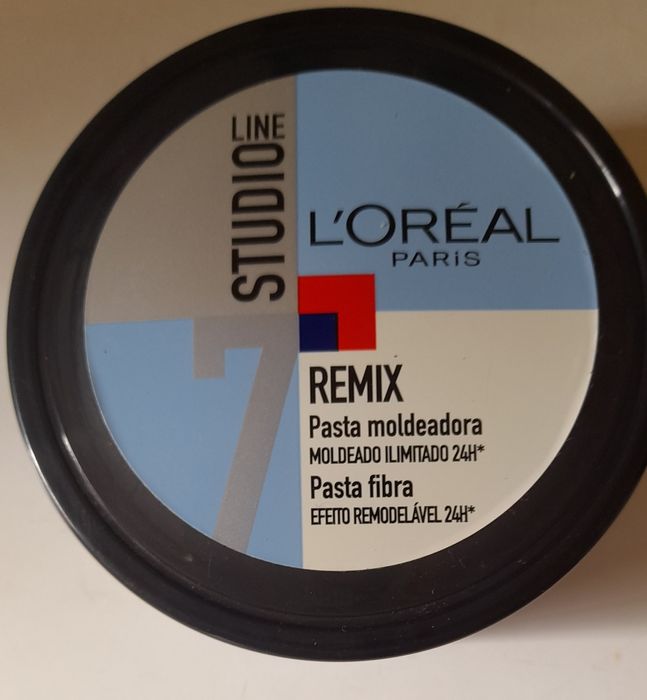 STUDIO LINE
L'ORÉAL
PARIS
7
REMIX
Pasta moldeadora
MOLDEADO ILIMITADO 24H*
Pasta fibra
EFEITO REMODELÁVEL 24H*